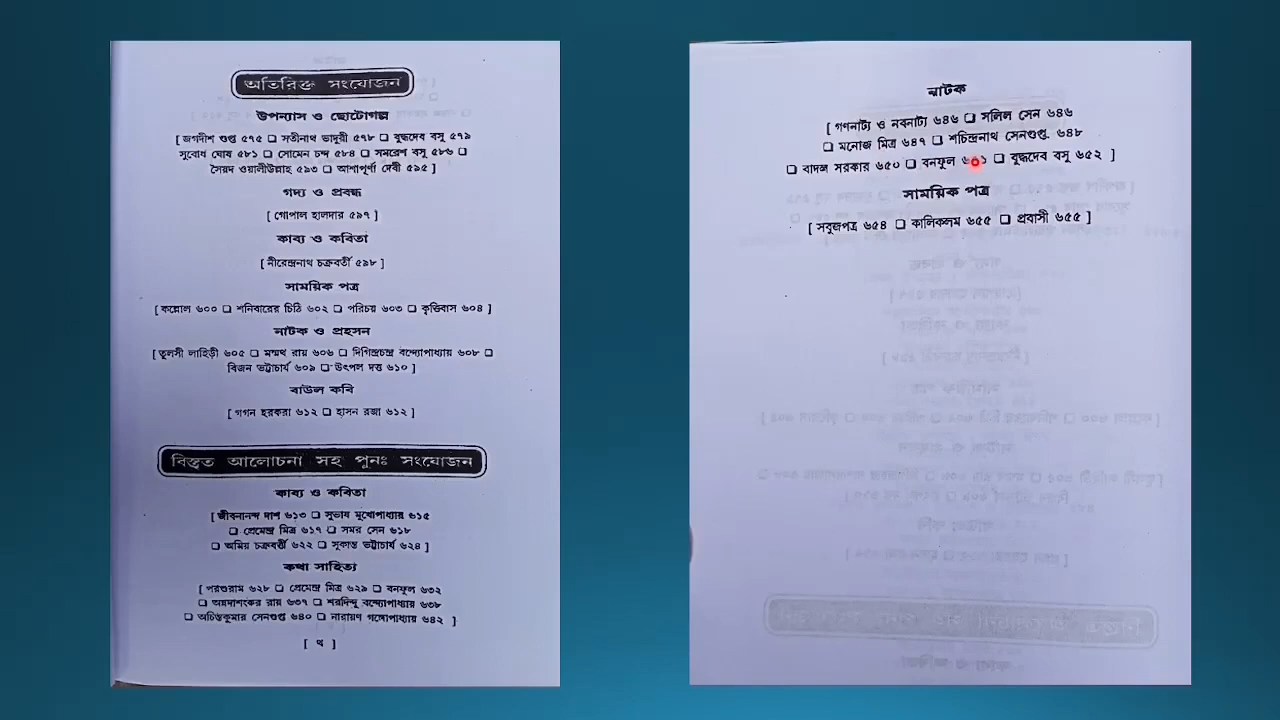 অতিরিক্ত সংযোজন
উপন্যাস ও ছোটোগল্প
[ জগদীশ গুপ্ত ৫৭৫ ❑ সতীনাথ ভাদুরী ৫৭৮ ❑ বুদ্ধদেব বসু ৫৭৯
সুবোধ ঘোষ ৫৮১ ❑ সোমেন চন্দ ৫৮৪ ❑ সমরেশ বসু ৫৮৬ ❑
সৈয়দ ওয়ালীউল্লাহ ৫৯৩ ❑ আশাপূর্ণা দেবী ৫৯৫ ]
গদ্য ও প্রবন্ধ
[ গোপাল হালদার ৫৯৭ ]
কাব্য ও কবিতা
[ নীরেন্দ্রনাথ চক্রবর্তী ৫৯৮ ]
সাময়িক পত্র
[ কল্লোল ৬০০ ❑ শনিবারের চিঠি ৬০২ ❑ পরিচয় ৬০৩ ❑ কৃত্তিবাস ৬০৪ ]
নাটক ও প্রহসন
[ তুলসী লাহিড়ী ৬০৫ ❑ মন্মথ রায় ৬০৬ ❑ দিগিন্দ্রচন্দ্র বন্দ্যোপাধ্যায় ৬০৮ ❑
বিজন ভট্টাচার্য ৬০৯ ❑ উৎপল দত্ত ৬১০ ]
বাউল কবি
[ গগন হরকরা ৬১২ ❑ হাসন রজা ৬১২ ]
বিস্তৃত আলোচনা সহ পুনঃ সংযোজন
কাব্য ও কবিতা
[ জীবনানন্দ দাশ ৬১৩ ❑ সুভাষ মুখোপাধ্যায় ৬১৫
❑ প্রেমেন্দ্র মিত্র ৬১৭ ❑ সমর সেন ৬১৮
❑ অমিয় চক্রবর্তী ৬২২ ❑ সুকান্ত ভট্টাচার্য ৬২৪ ]
কথা সাহিত্য
[ পরশুরাম ৬২৮ ❑ প্রেমেন্দ্র মিত্র ৬২৯ ❑ বনফুল ৬৩২
❑ অন্নদাশংকর রায় ৬৩৭ ❑ শরদিন্দু বন্দ্যোপাধ্যায় ৬৩৮
❑ অচিন্ত্যকুমার সেনগুপ্ত ৬৪০ ❑ নারায়ণ গঙ্গোপাধ্যায় ৬৪২ ]
[ থ ]
নাটক
[ গণনাট্য ও নবনাট্য ৬৪৬ ❑ সলিল সেন ৬৪৬
❑ মনোজ মিত্র ৬৪৭ ❑ শচিন্দ্রনাথ সেনগুপ্ত ৬৪৮
❑ বাদল সরকার ৬৫০ ❑ বনফুল ❑ বুদ্ধদেব বসু ৬৫২ ]
সাময়িক পত্র
[ সবুজপত্র ৬৫৪ ❑ কালিকলম ৬৫৫ ❑ প্রবাসী ৬৫৫ ]